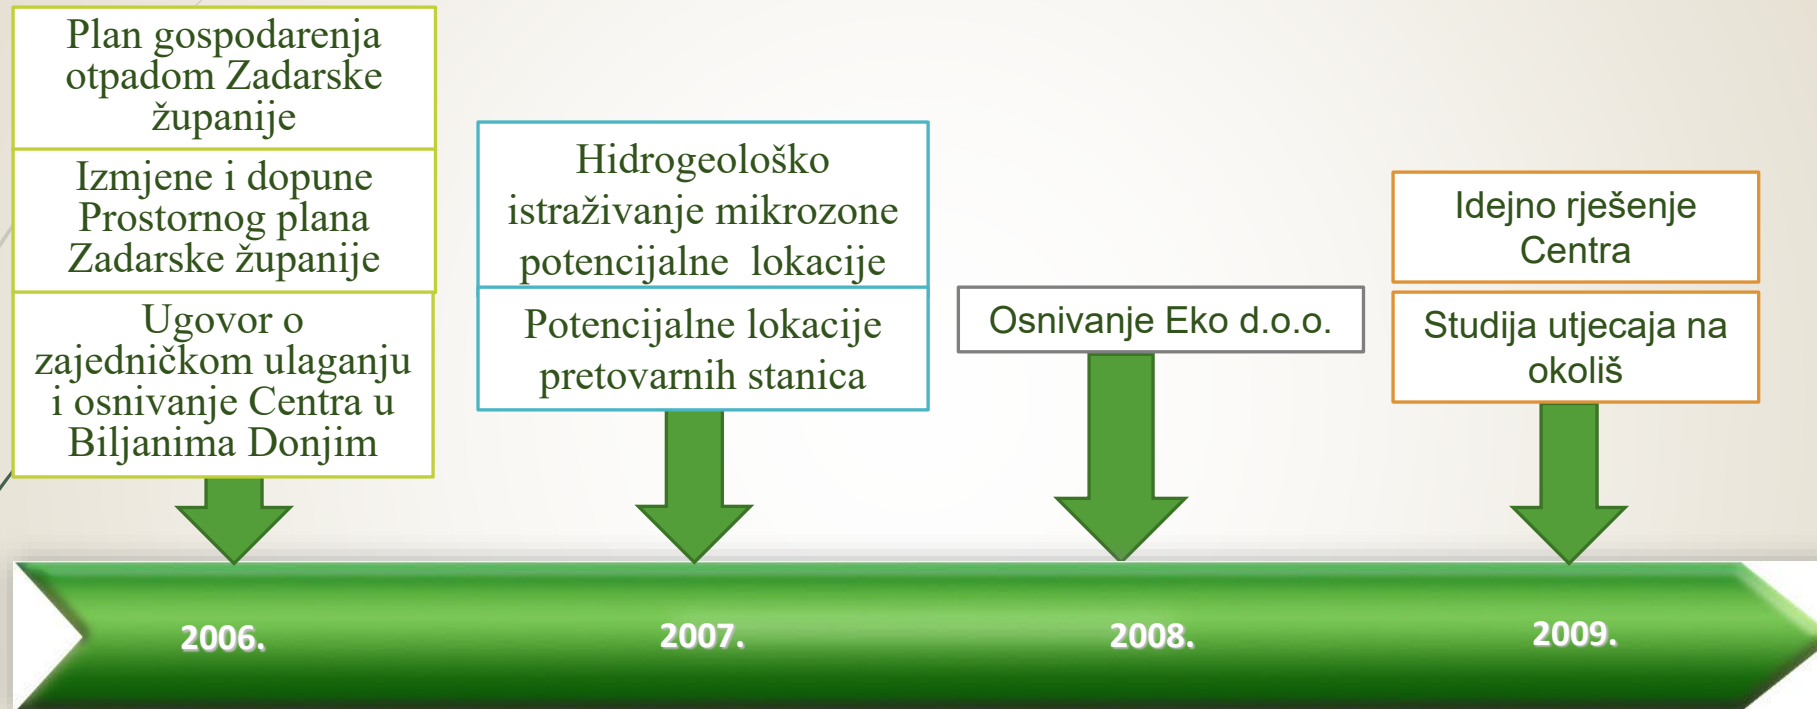 Plan gospodarenja
otpadom Zadarske
županije
Izmjene i dopune
Prostornog plana
Zadarske županije
Ugovor o
zajedničkom ulaganju
i osnivanje Centra u
Biljanima Donjim
Hidrogeološko
istraživanje mikrozone
potencijalne lokacije
Potencijalne lokacije
pretovarnih stanica
Osnivanje Eko d.o.o.
Idejno rješenje
Centra
Studija utjecaja na
okoliš
2006.
2007.
2008.
2009.